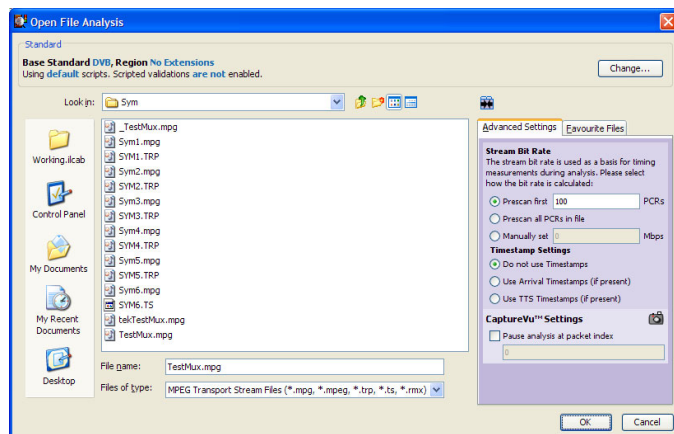 Open File Analysis
Standard
Base Standard DVB, Region No Extensions
Using default scripts. Scripted validations are not enabled.
Change...
Look in:
Sym
Working.ilcab
Control Panel
My Documents
My Recent
Documents
Desktop
_TestMux.mpg
Sym1.mpg
SYM1.TRP
Sym2.mpg
SYM2.TRP
Sym3.mpg
SYM3.TRP
Sym4.mpg
SYM4.TRP
Sym5.mpg
SYM5.TRP
Sym6.mpg
SYM6.TS
tekTestMux.mpg
TestMux.mpg
File name:
TestMux.mpg
Files of type:
MPEG Transport Stream Files (*.mpg, *.mpeg, *.trp, *.ts, *.rmx)
Advanced Settings
Favourite Files
Stream Bit Rate
The stream bit rate is used as a basis for timing
measurements during analysis. Please select
how the bit rate is calculated:
Prescan first 100 PCRs
Prescan all PCRs in file
Manually set 0 Mbps
Timestamp Settings
Do not use Timestamps
Use Arrival Timestamps (if present)
Use TTS Timestamps (if present)
CaptureVu™ Settings
Pause analysis at packet index
0
OK
Cancel